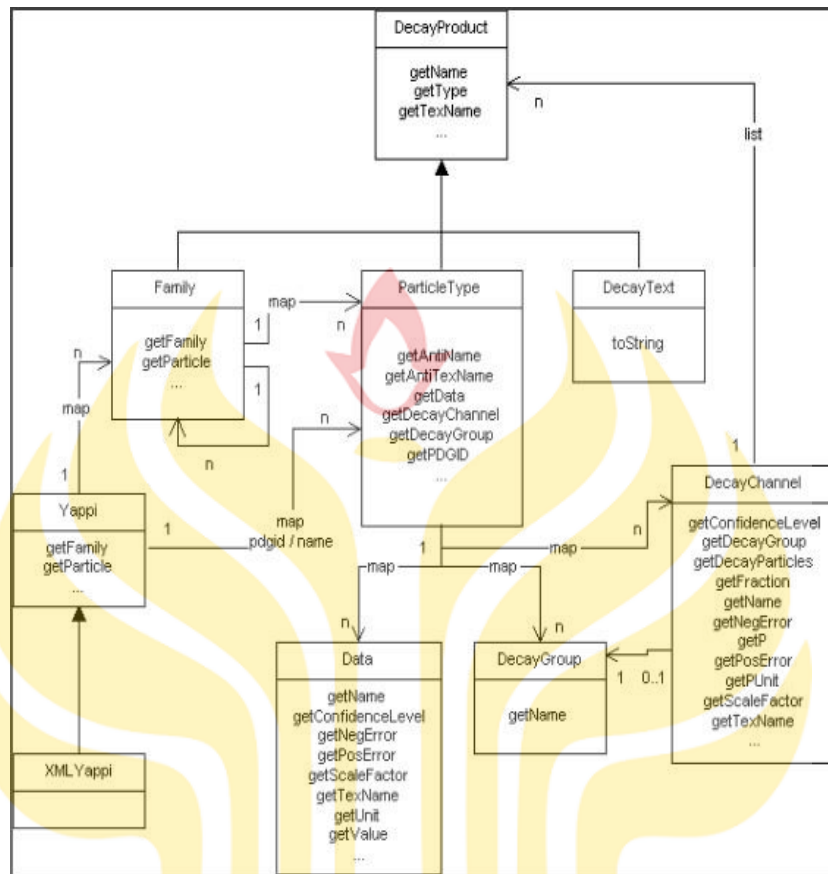 DecayProduct
getName
getType
getTexName
...
n
list
Family
getFamily
getParticle
...
1
map
n
1
n
ParticleType
getAntiName
getAntiTexName
getData
getDecayChannel
getDecayGroup
getPDGID
...
DecayText
toString
n
map
1
Yappi
getFamily
getParticle
...
1
map
pdgid / name
n
1
map
map
map
n
n
n
1
DecayChannel
getConfidenceLevel
getDecayGroup
getDecayParticles
getFraction
getName
getNegError
getP
getPosError
getPUnit
getScaleFactor
getTexName
...
Data
getName
getConfidenceLevel
getNegError
getPosError
getScaleFactor
getTexName
getUnit
getValue
...
DecayGroup
getName
1 0..1
XMLYappi